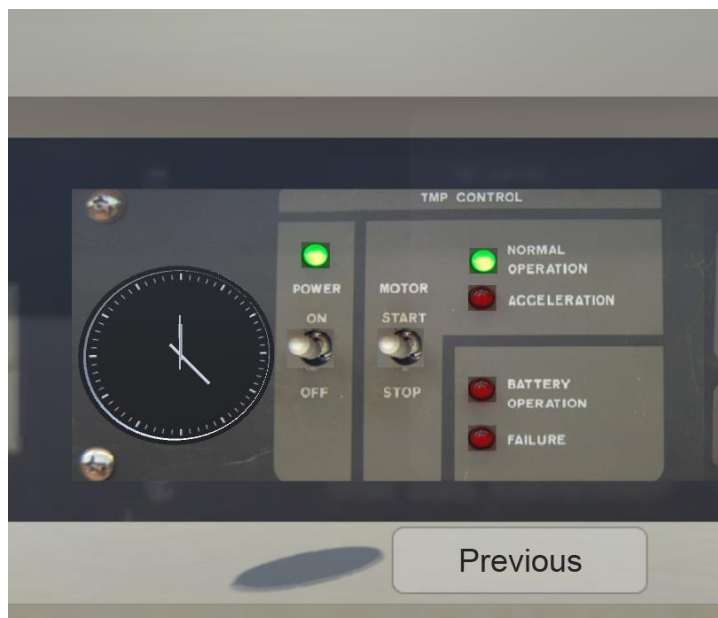 TMP CONTROL
POWER
ON
OFF
MOTOR
START
STOP
NORMAL
OPERATION
ACCELERATION
BATTERY
OPERATION
FAILURE
Previous